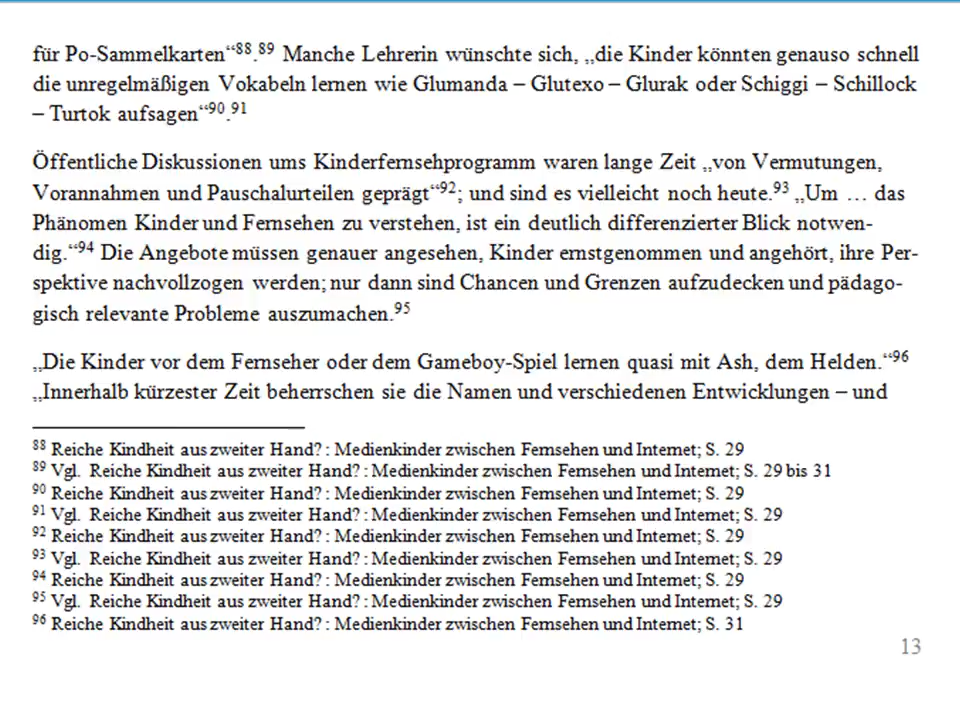 für Po-Sammelkarten“88.89 Manche Lehrerin wünschte sich, „die Kinder könnten genauso schnell
die unregelmäßigen Vokabeln lernen wie Glumanda – Glutexo – Glurak oder Schiggi – Schillock
– Turtok aufsagen“90.91
Öffentliche Diskussionen ums Kinderfernsehprogramm waren lange Zeit „von Vermutungen,
Vorannahmen und Pauschalurteilen geprägt“92; und sind es vielleicht noch heute.93 „Um … das
Phänomen Kinder und Fernsehen zu verstehen, ist ein deutlich differenzierter Blick notwen-
dig.“94 Die Angebote müssen genauer angesehen, Kinder ernstgenommen und angehört, ihre Per-
spektive nachvollzogen werden; nur dann sind Chancen und Grenzen aufzudecken und pädago-
gisch relevante Probleme auszumachen.95
„Die Kinder vor dem Fernseher oder dem Gameboy-Spiel lernen quasi mit Ash, dem Helden.“96
„Innerhalb kürzester Zeit beherrschen sie die Namen und verschiedenen Entwicklungen – und
88 Reiche Kindheit aus zweiter Hand? : Medienkinder zwischen Fernsehen und Internet; S. 29
89 Vgl. Reiche Kindheit aus zweiter Hand? : Medienkinder zwischen Fernsehen und Internet; S. 29 bis 31
90 Reiche Kindheit aus zweiter Hand? : Medienkinder zwischen Fernsehen und Internet; S. 29
91 Vgl. Reiche Kindheit aus zweiter Hand? : Medienkinder zwischen Fernsehen und Internet; S. 29
92 Reiche Kindheit aus zweiter Hand? : Medienkinder zwischen Fernsehen und Internet; S. 29
93 Vgl. Reiche Kindheit aus zweiter Hand? : Medienkinder zwischen Fernsehen und Internet; S. 29
94 Reiche Kindheit aus zweiter Hand? : Medienkinder zwischen Fernsehen und Internet; S. 29
95 Vgl. Reiche Kindheit aus zweiter Hand? : Medienkinder zwischen Fernsehen und Internet; S. 29
96 Reiche Kindheit aus zweiter Hand? : Medienkinder zwischen Fernsehen und Internet; S. 31
13